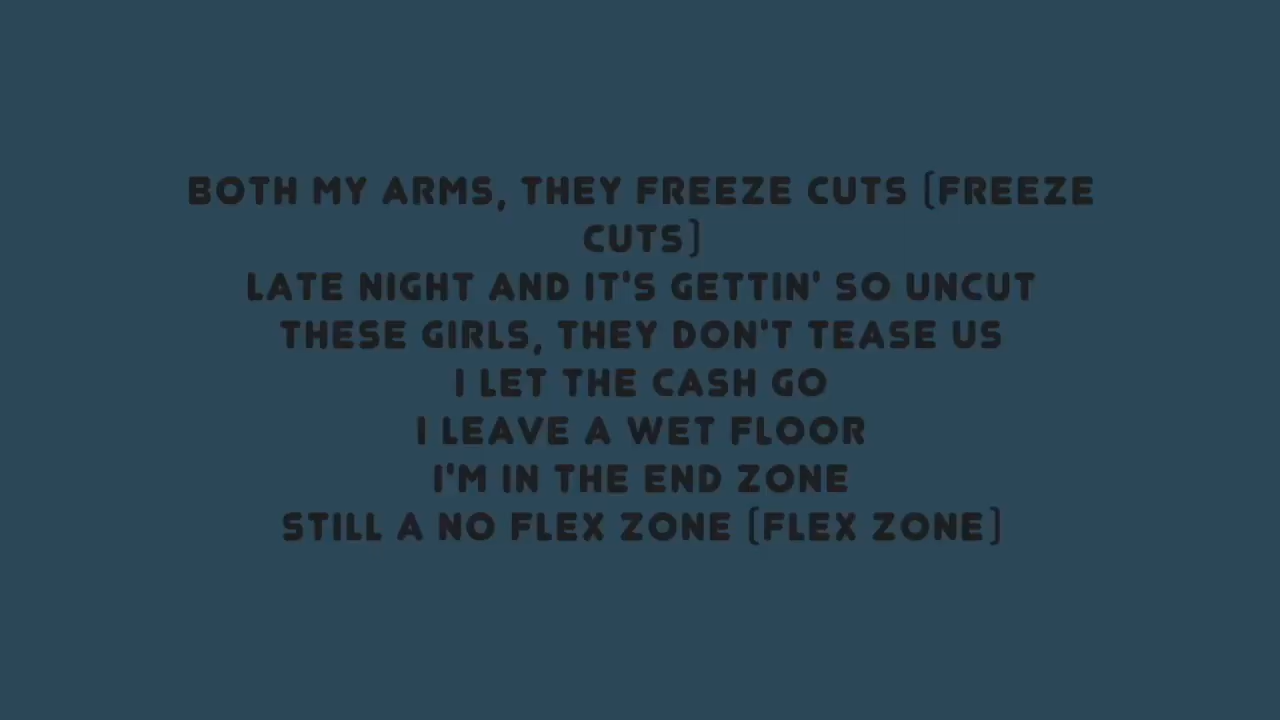 BOTH MY ARMS, THEY FREEZE CUTS (FREEZE
CUTS)
LATE NIGHT AND IT'S GETTIN' SO UNCUT
THESE GIRLS, THEY DON'T TEASE US
I LET THE CASH GO
I LEAVE A WET FLOOR
I'M IN THE END ZONE
STILL A NO FLEX ZONE (FLEX ZONE)